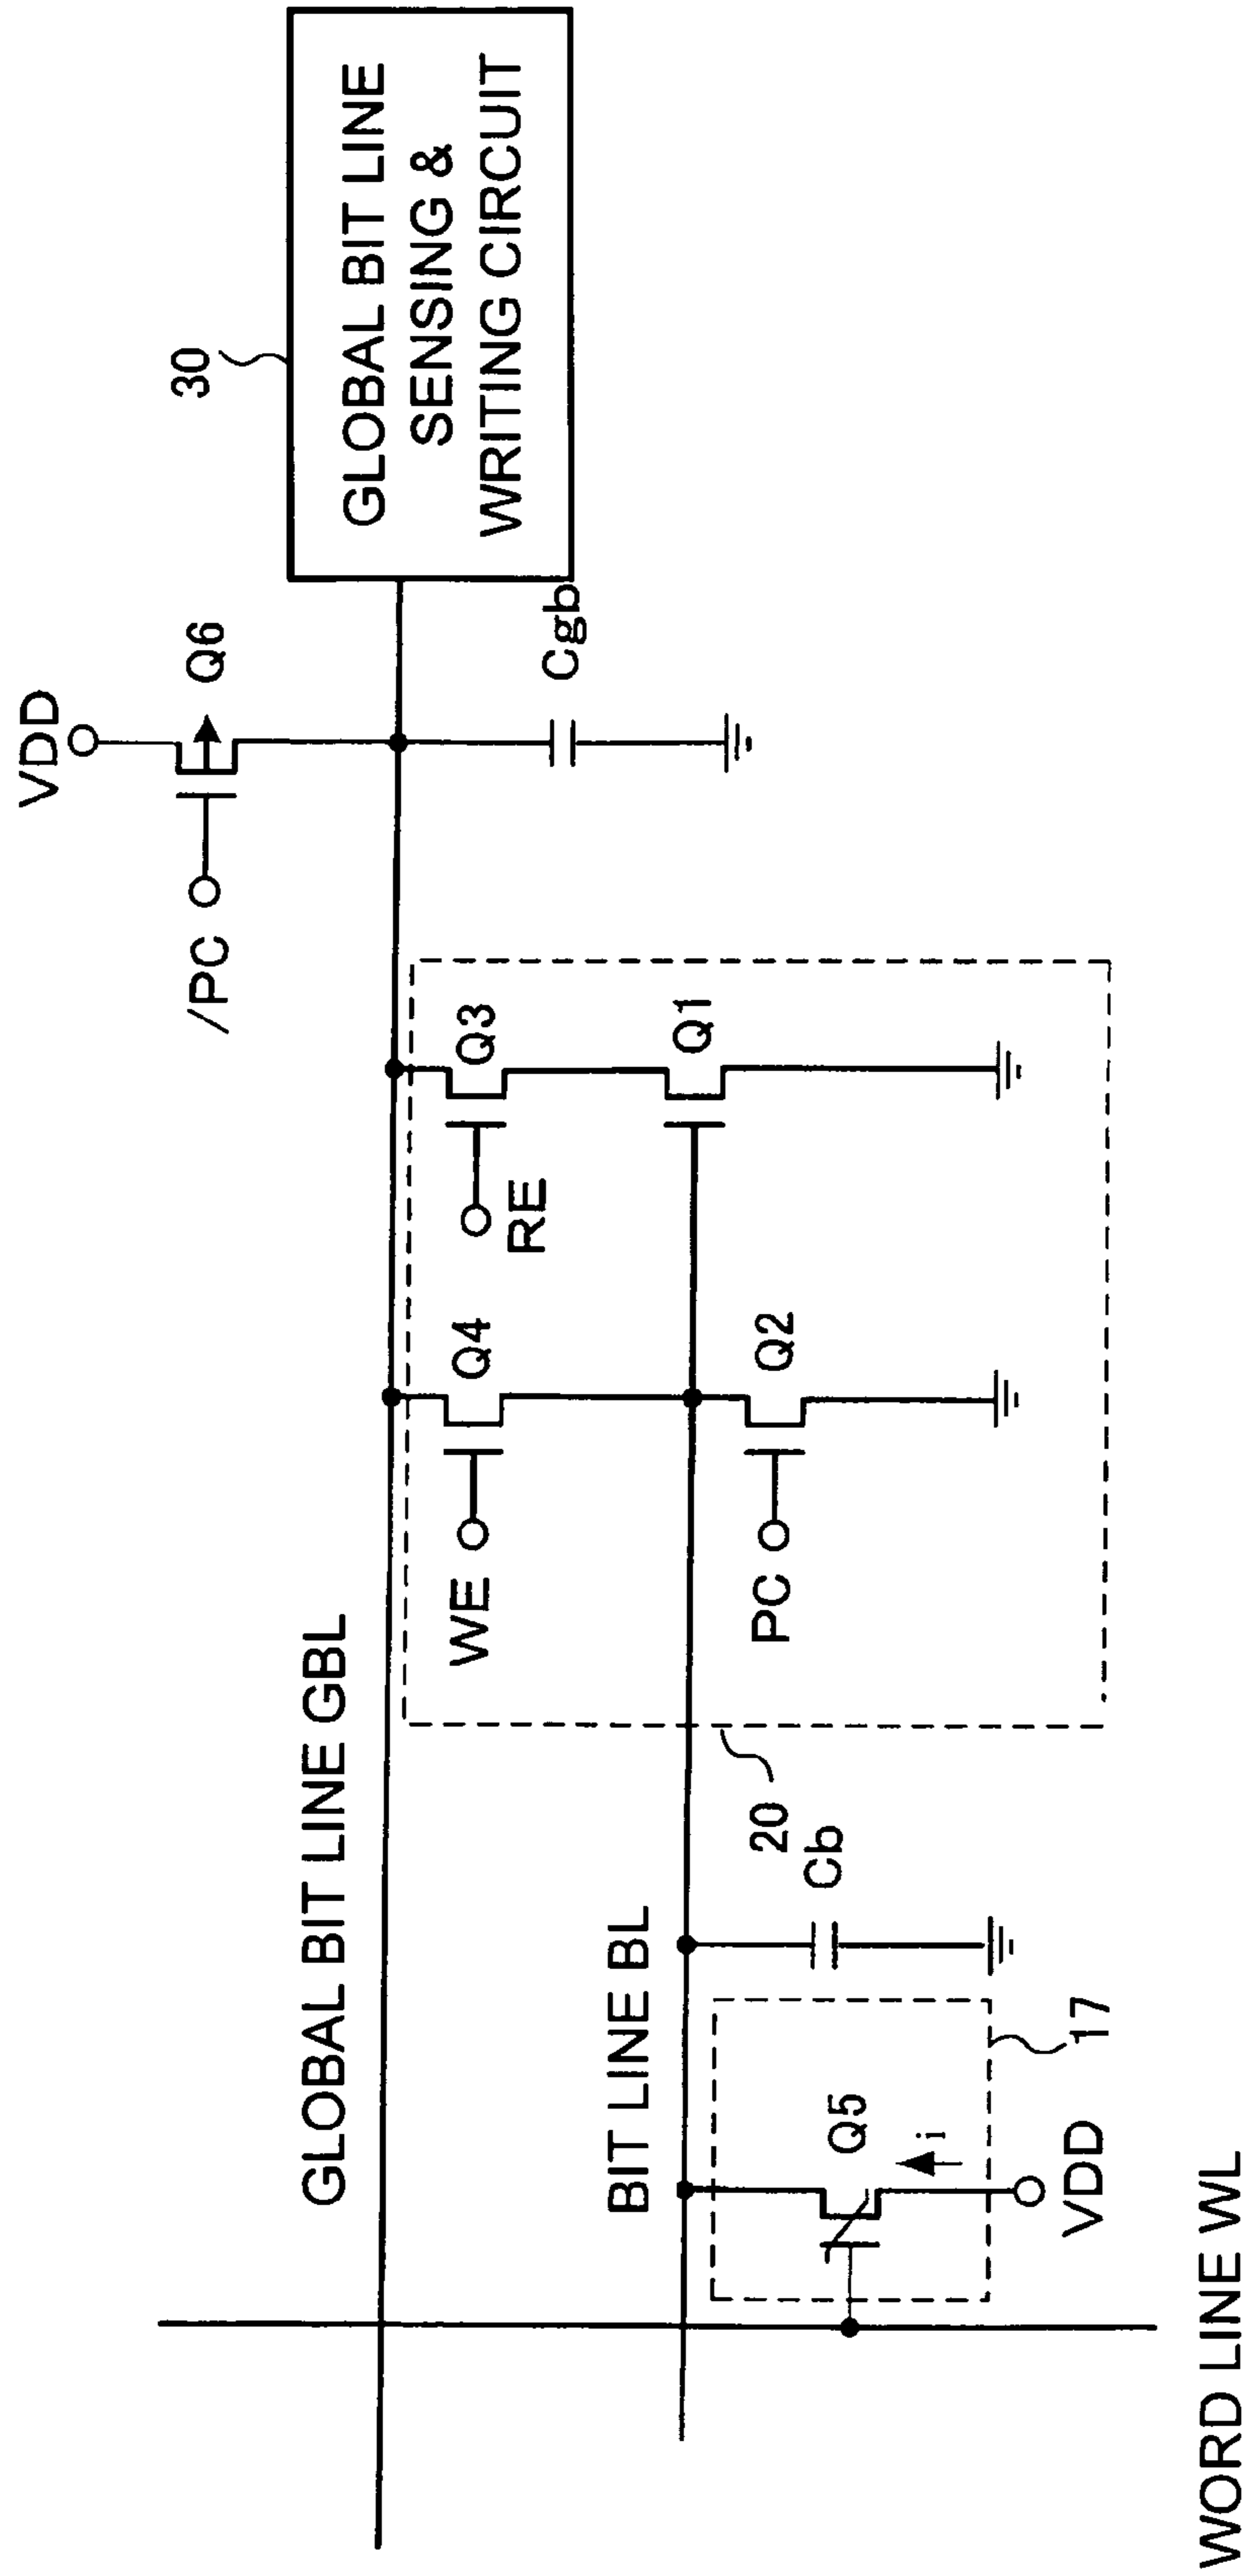 VDD
/PC
Q6
30
GLOBAL BIT LINE
SENSING &
WRITING CIRCUIT
Cgb
GLOBAL BIT LINE GBL
WE
Q4
RE
Q3
Q1
PC
Q2
20
BIT LINE BL
Cb
Q5
i
17
VDD
WORD LINE WL